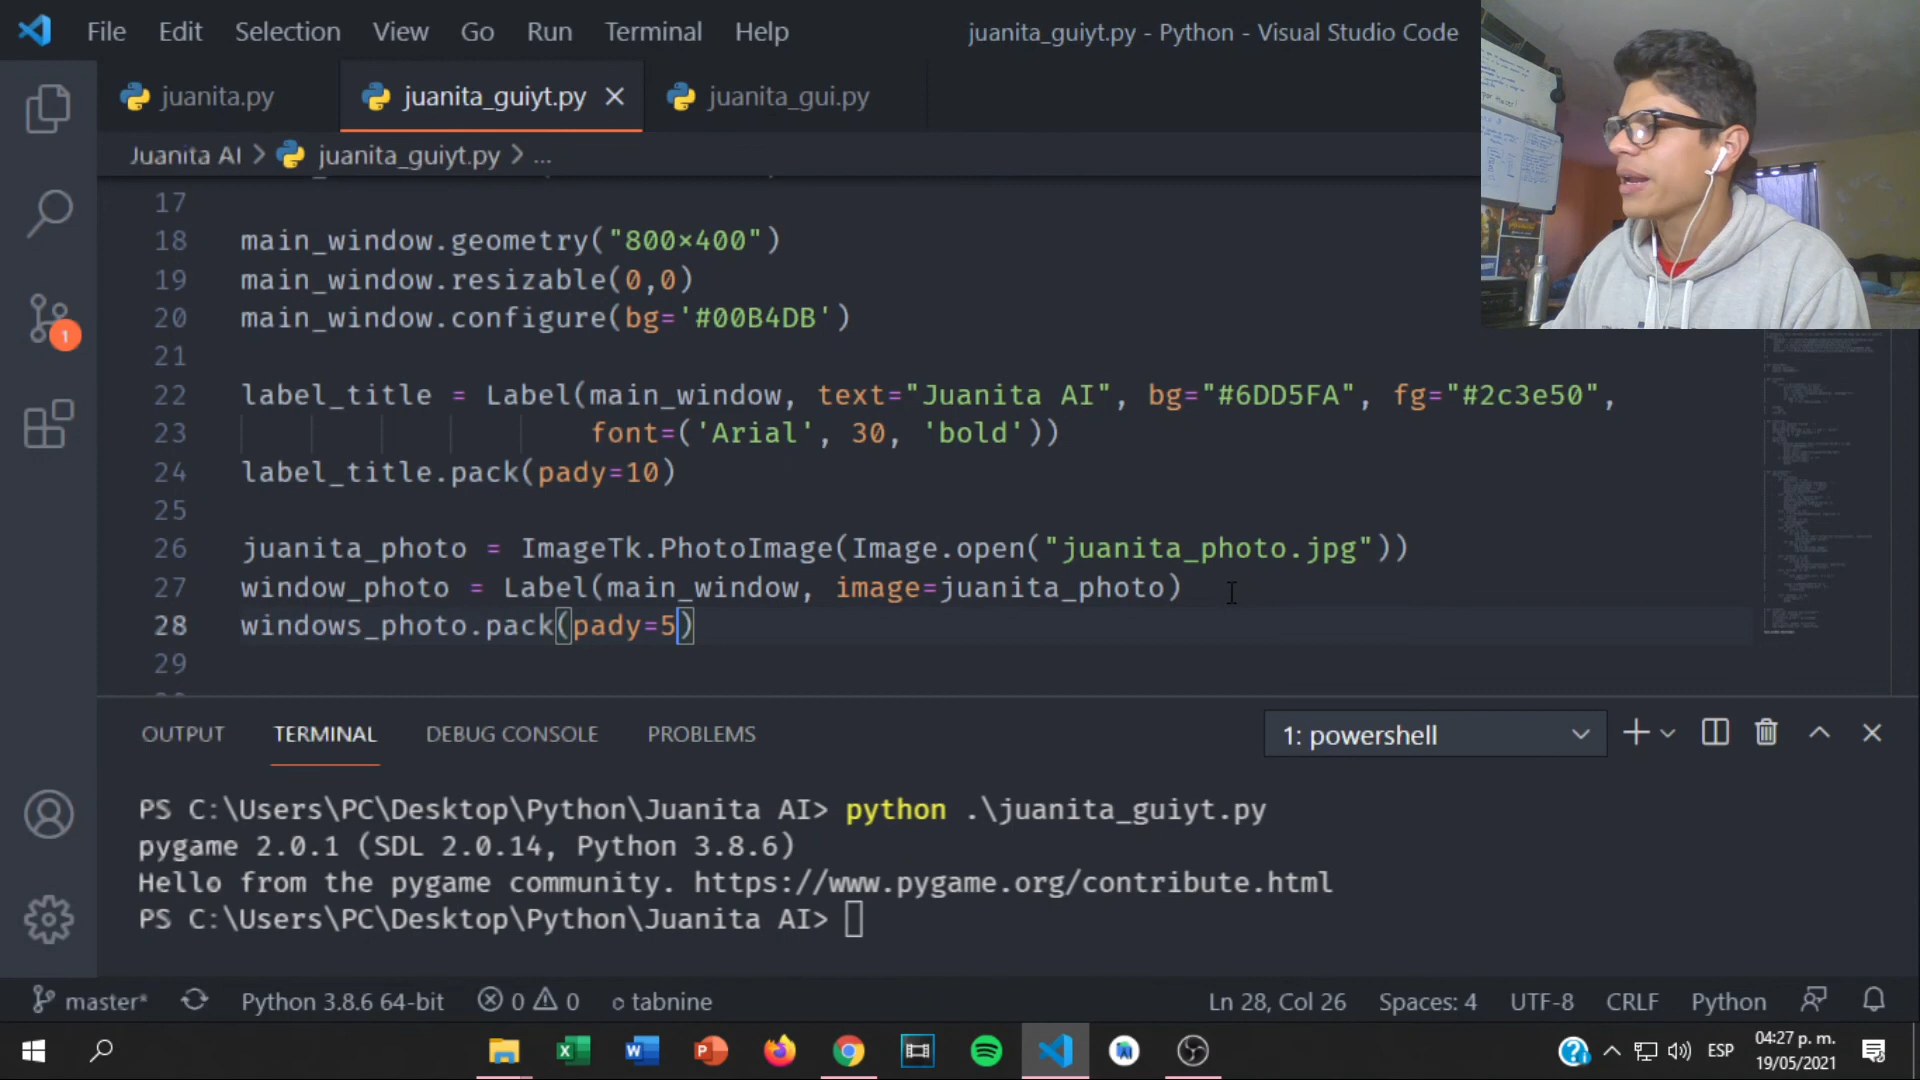 File Edit Selection View Go Run Terminal Help
juanita_guiyt.py - Python - Visual Studio Code
juanita.py
juanita_guiyt.py
juanita_gui.py
Juanita AI > juanita_guiyt.py > ...
17
18 main_window.geometry("800×400")
19 main_window.resizable(0,0)
20 main_window.configure(bg='#00B4DB')
21
22 label_title = Label(main_window, text="Juanita AI", bg="#6DD5FA", fg="#2c3e50",
23 font=('Arial', 30, 'bold'))
24 label_title.pack(pady=10)
25
26 juanita_photo = ImageTk.PhotoImage(Image.open("juanita_photo.jpg"))
27 window_photo = Label(main_window, image=juanita_photo)
28 windows_photo.pack(pady=5)
29
1
OUTPUT TERMINAL DEBUG CONSOLE PROBLEMS
1: powershell
PS C:\Users\PC\Desktop\Python\Juanita AI> python .\juanita_guiyt.py
pygame 2.0.1 (SDL 2.0.14, Python 3.8.6)
Hello from the pygame community. https://www.pygame.org/contribute.html
PS C:\Users\PC\Desktop\Python\Juanita AI>
master* Python 3.8.6 64-bit 0 0 tabnine
Ln 28, Col 26 Spaces: 4 UTF-8 CRLF Python
ESP
04:27 p. m.
19/05/2021